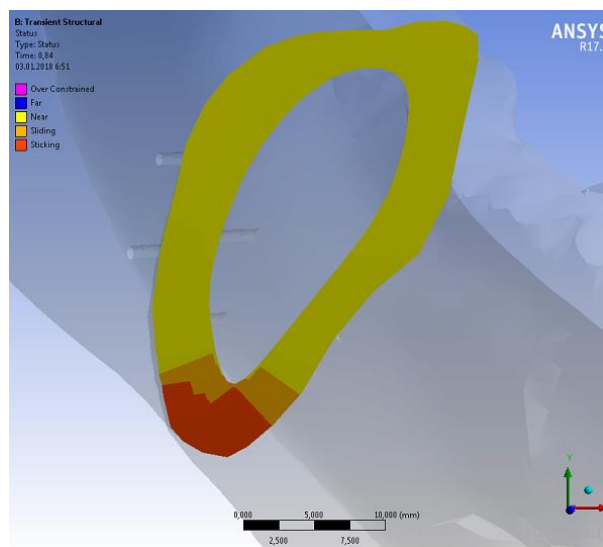 B: Transient Structural
Status
Type: Status
Time: 0,84
03.01.2018 6:51
Over Constrained
Far
Near
Sliding
Sticking
ANSYS
R17.
0,000 5,000 10,000 (mm)
2,500 7,500
Y